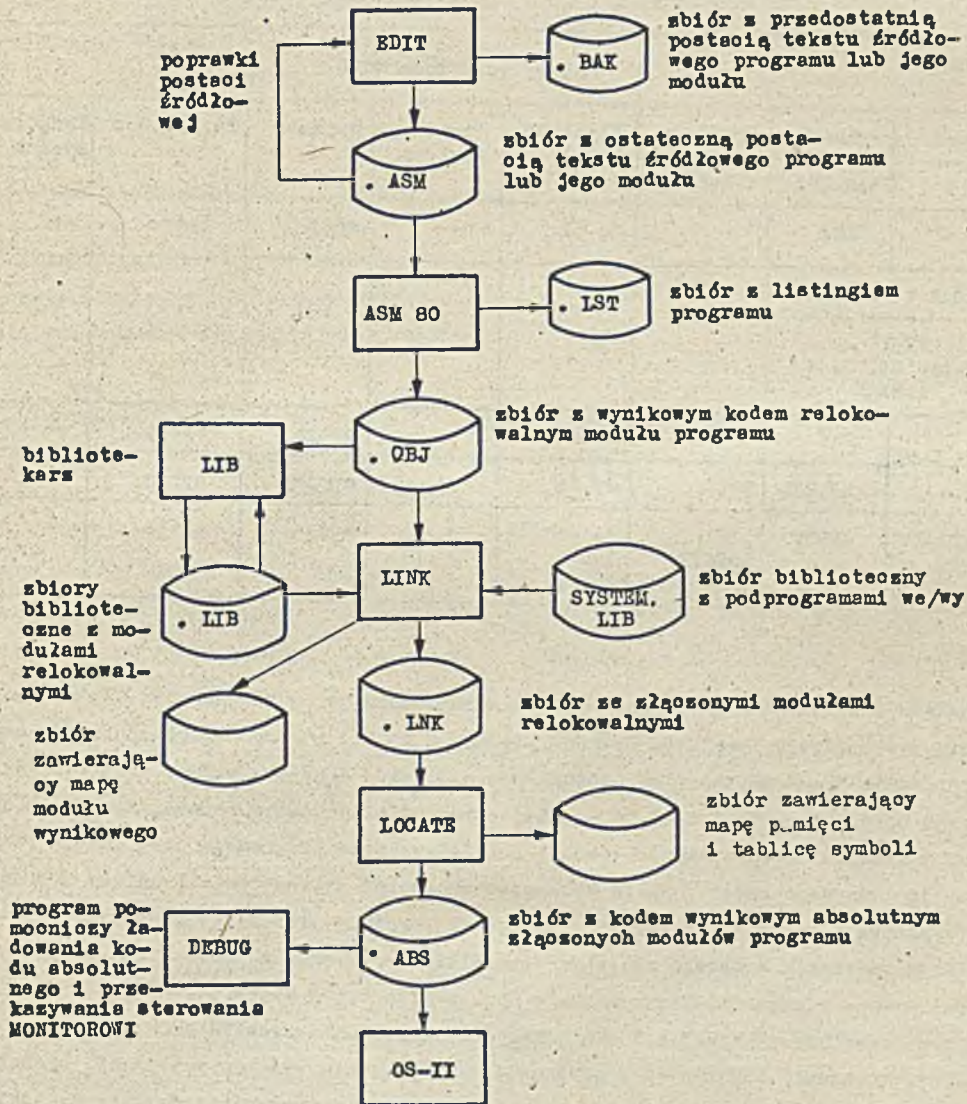 EDIT
poprawki
postaci
źródło-
wej
. BAK
zbiór z przedostatnią
postacią tekstu źródło-
wego programu lub jego
modułu
. ASM
zbiór z ostateczną posta-
cią tekstu źródłowego programu
lub jego modułu
ASM 80
. LST
zbiór z listingiem
programu
. OBJ
zbiór z wynikowym kodem reloko-
walnym modułu programu
bibliote-
karz
LIB
LINK
SYSTEM.
LIB
zbiór biblioteczny
z podprogramami we/wy
zbiory
bibliote-
czne z mo-
dułami
relokowal-
nymi
. LIB
. LNK
zbiór ze złączonymi modułami
relokowalnymi
zbiór
zawierają-
cy mapę
modułu
wynikowego
LOCATE
zbiór zawierający
mapę pamięci
i tablicę symboli
program po-
mocniczy ła-
dowania ko-
du absolut-
nego i prze-
kazywania sterowania
MONITOROWI
DEBUG
. ABS
zbiór z kodem wynikowym absolutnym
złączonych modułów programu
OS-II